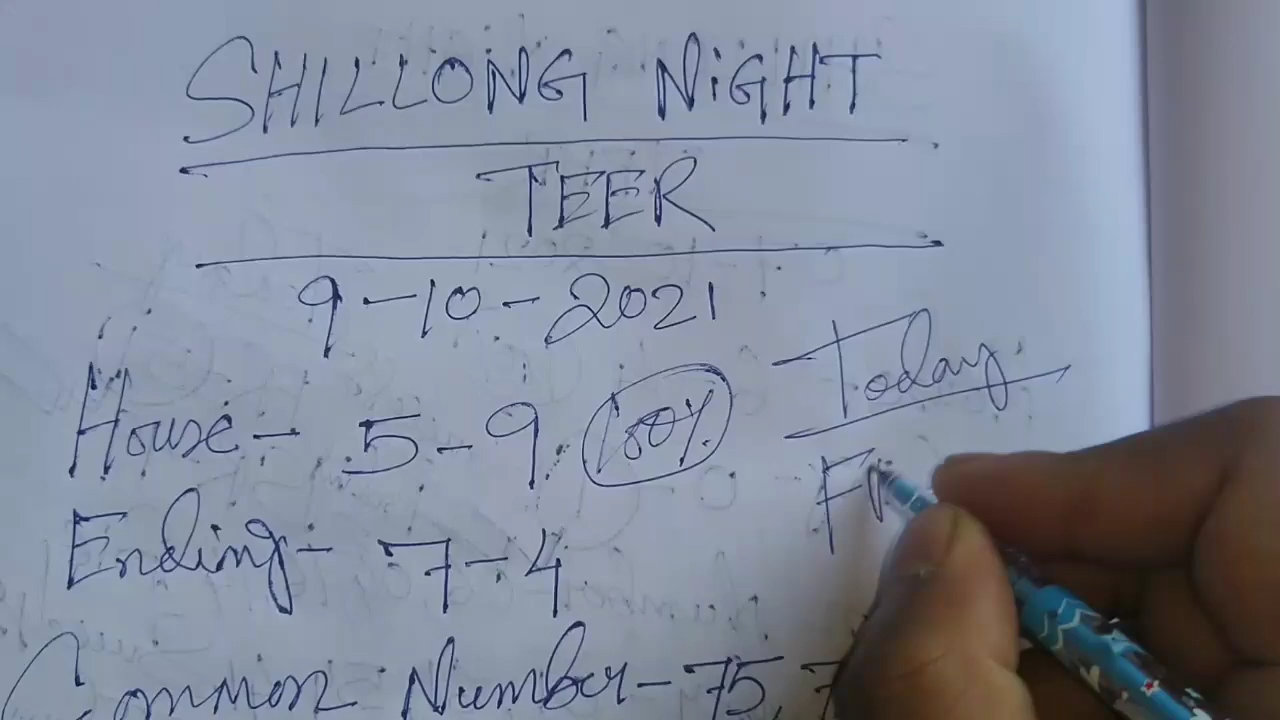 SHILLONG NiGHT
TEER
9-10-2021
House - 5-9. 100%.
Today.
Ending - 7-4
Common Number - 75,